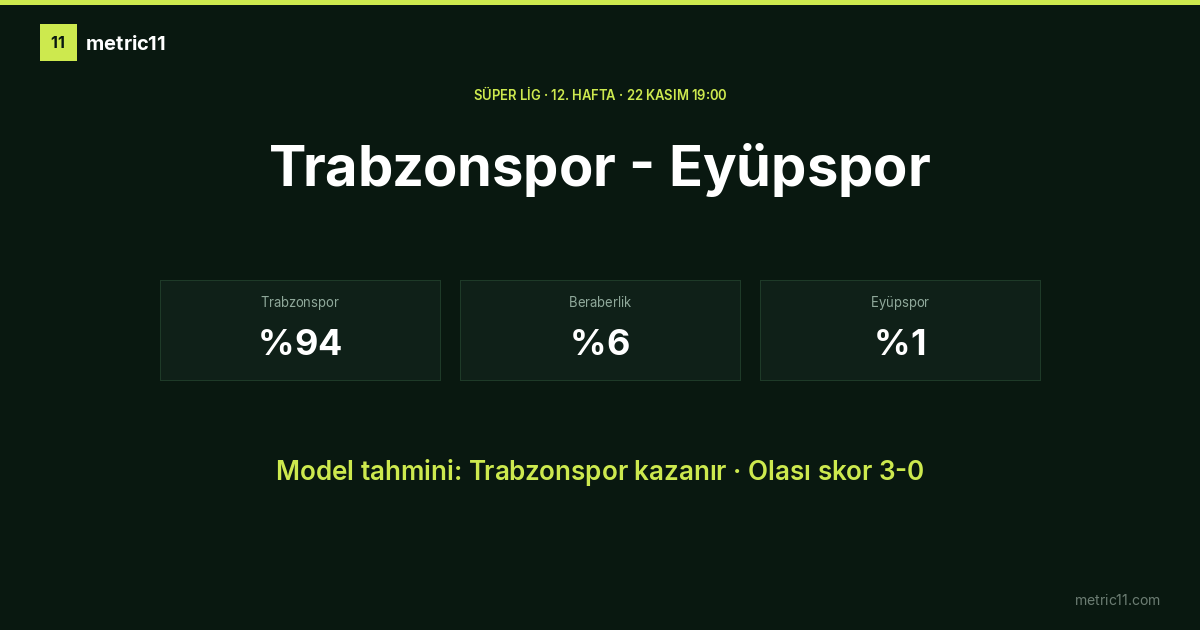 11 metric11
SÜPER LİG · 12. HAFTA · 22 KASIM 19:00
Trabzonspor - Eyüpspor
Trabzonspor
%94
Beraberlik
%6
Eyüpspor
%1
Model tahmini: Trabzonspor kazanır · Olası skor 3-0
metric11.com